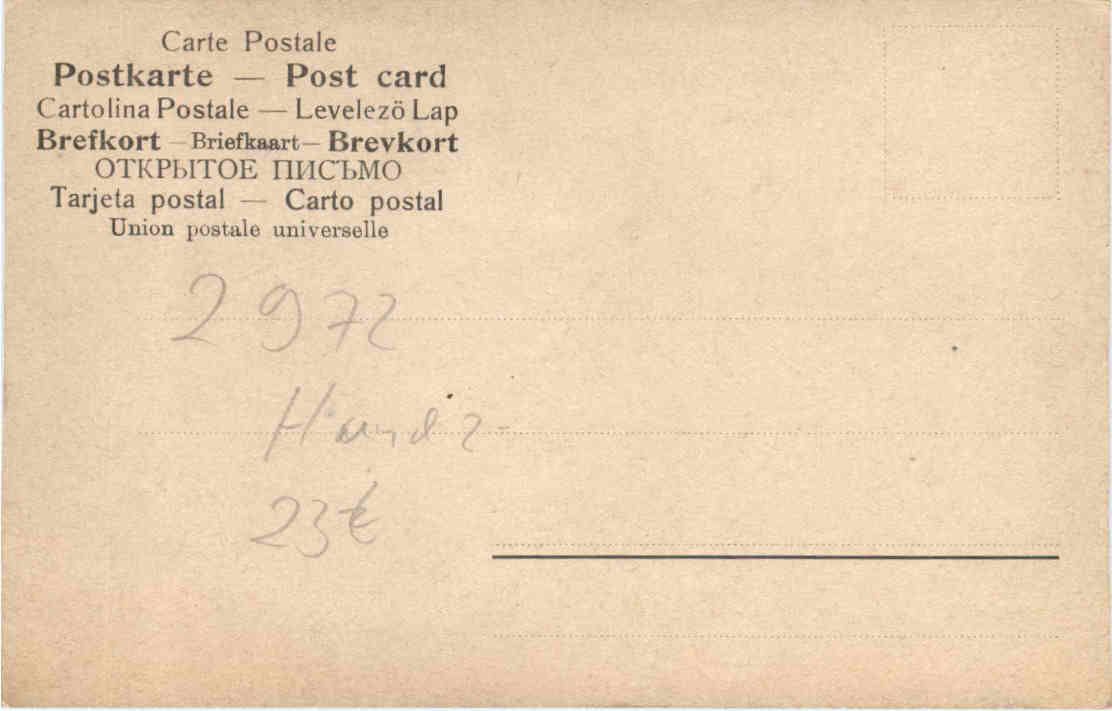 Carte Postale
Postkarte — Post card
Cartolina Postale — Levelezö Lap
Brefkort — Briefkaart — Brevkort
ОТКРЫТОЕ ПИСЬМО
Tarjeta postal — Carto postal
Union postale universelle
2972
23€